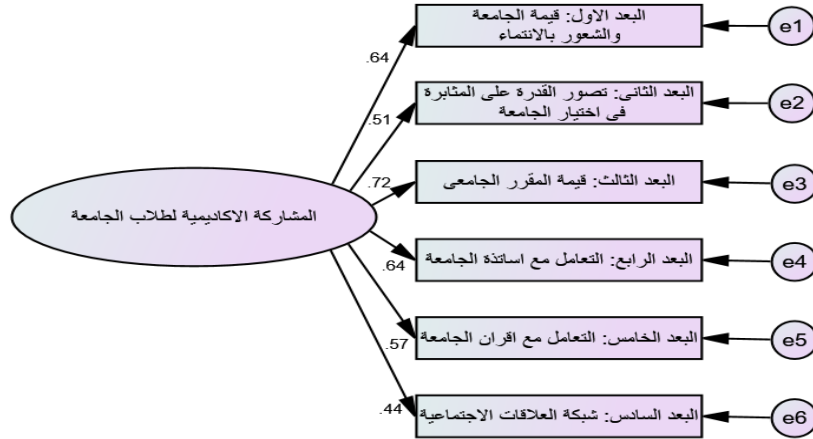 البعد الاول: قيمة الجامعة
والشعور بالانتماء
e1
.64
البعد الثانى: تصور القدرة على المثابرة
فى اختيار الجامعة
e2
.51
البعد الثالث: قيمة المقرر الجامعى
e3
.72
المشاركة الاكاديمية لطلاب الجامعة
البعد الرابع: التعامل مع اساتذة الجامعة
e4
.64
البعد الخامس: التعامل مع اقران الجامعة
e5
.57
البعد السادس: شبكة العلاقات الاجتماعية
e6
.44